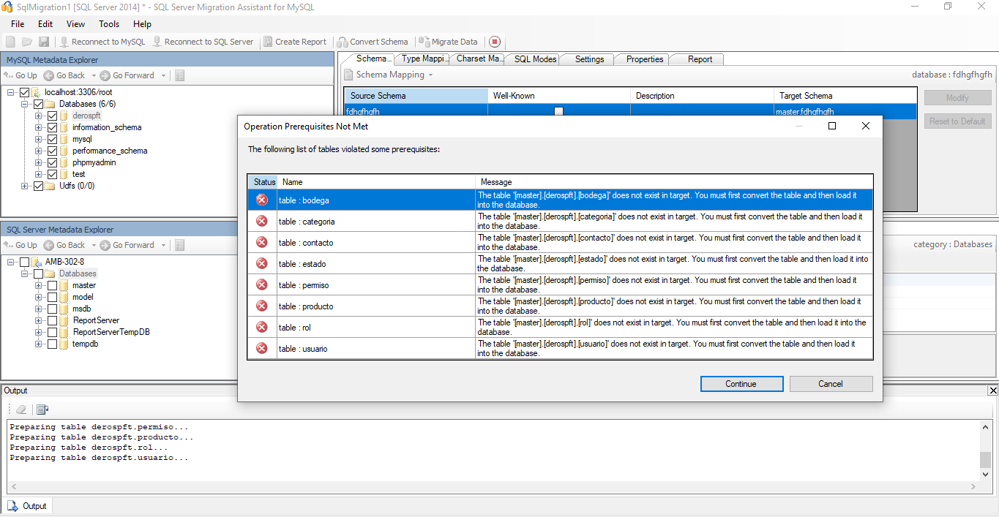 SqlMigration1 [SQL Server 2014] * - SQL Server Migration Assistant for MySQL
File Edit View Tools Help
Reconnect to MySQL Reconnect to SQL Server Create Report Convert Schema Migrate Data
MySQL Metadata Explorer
Go Up Go Back Go Forward
localhost:3306/root
Databases (6/6)
derospft
information_schema
mysql
performance_schema
phpmyadmin
test
Udfs (0/0)
Schema... Type Mappi... Charset Ma... SQL Modes Settings Properties Report
Schema Mapping
database : fdhgfhgfh
Source Schema Well-Known Description Target Schema
fdhgfhgfh master.fdhgfhgfh
Modify
Reset to Default
Operation Prerequisites Not Met
The following list of tables violated some prerequisites:
Status Name Message
table : bodega
The table '[master].[derospft].[bodega]' does not exist in target. You must first convert the table and then load it
into the database.
table : categoria
The table '[master].[derospft].[categoria]' does not exist in target. You must first convert the table and then load it
into the database.
table : contacto
The table '[master].[derospft].[contacto]' does not exist in target. You must first convert the table and then load it
into the database.
table : estado
The table '[master].[derospft].[estado]' does not exist in target. You must first convert the table and then load it into
the database.
table : permiso
The table '[master].[derospft].[permiso]' does not exist in target. You must first convert the table and then load it
into the database.
table : producto
The table '[master].[derospft].[producto]' does not exist in target. You must first convert the table and then load it
into the database.
table : rol
The table '[master].[derospft].[rol]' does not exist in target. You must first convert the table and then load it into the
database.
table : usuario
The table '[master].[derospft].[usuario]' does not exist in target. You must first convert the table and then load it
into the database.
Continue Cancel
SQL Server Metadata Explorer
Go Up Go Back Go Forward
AMB-302-8
Databases
master
model
msdb
ReportServer
ReportServerTempDB
tempdb
category : Databases
Output
Preparing table derospft.permiso...
Preparing table derospft.producto...
Preparing table derospft.rol...
Preparing table derospft.usuario...
Output